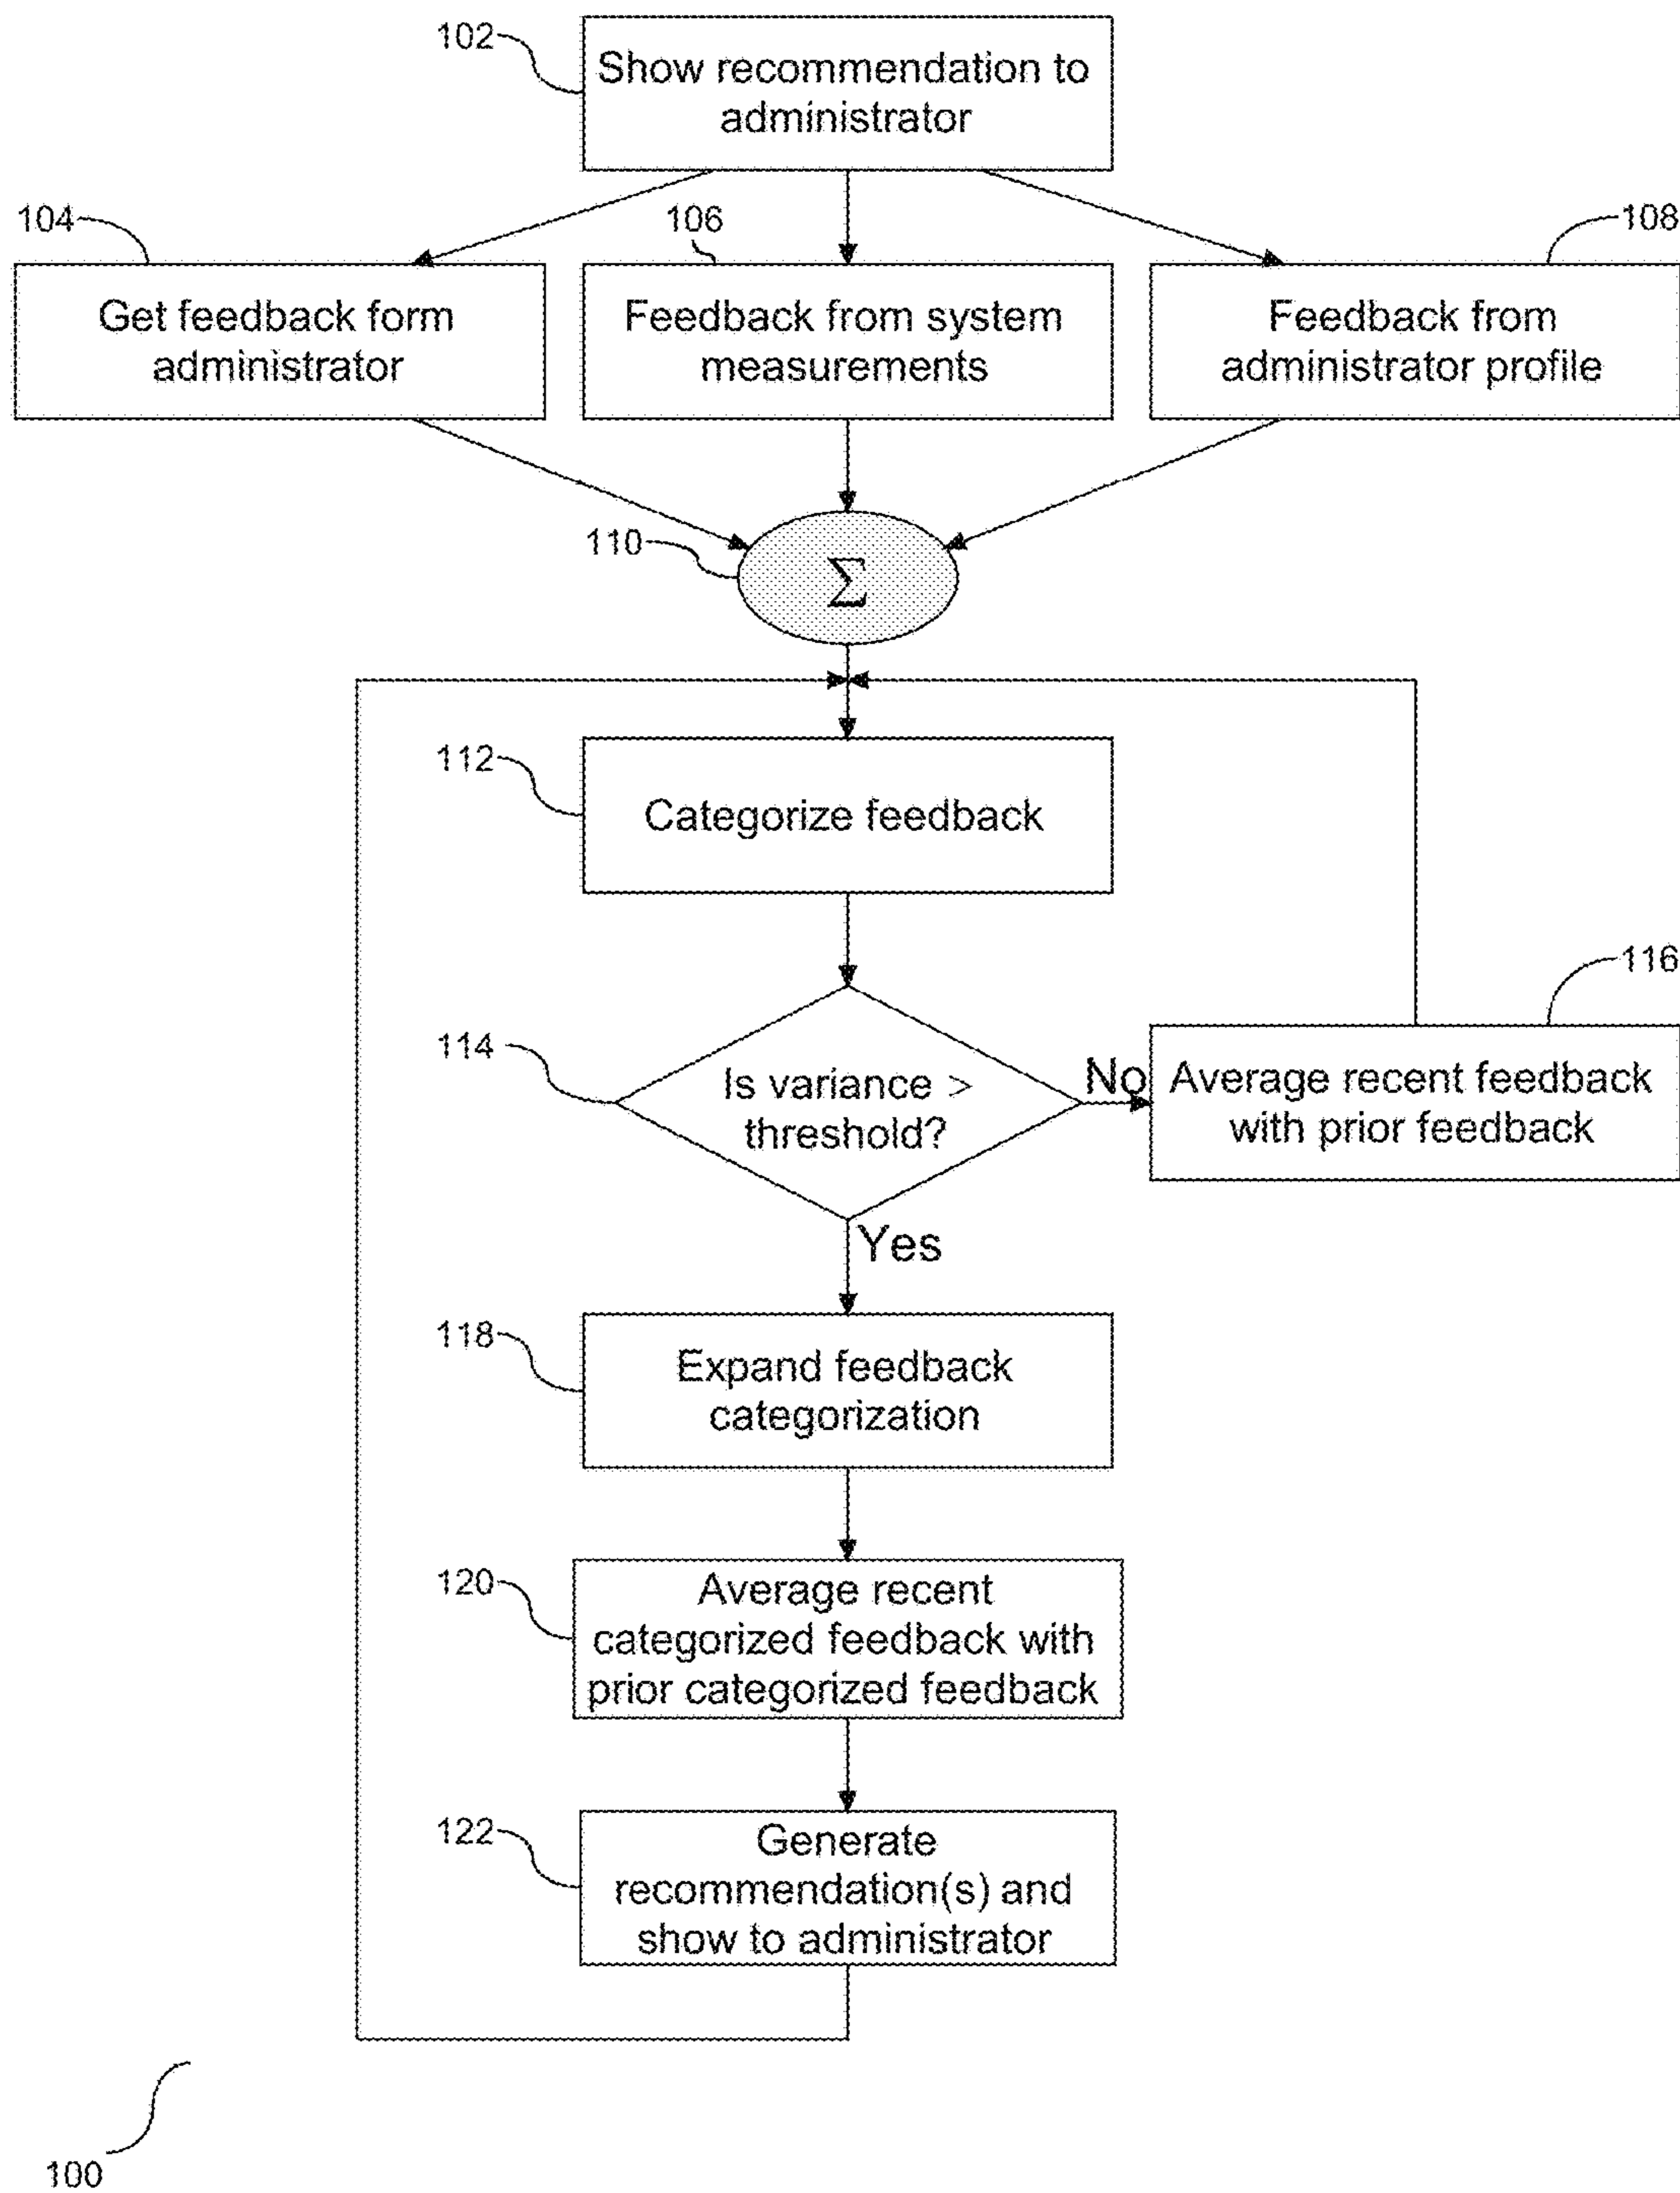 102
Show recommendation to
administrator
104
106
108
Get feedback form
administrator
Feedback from system
measurements
Feedback from
administrator profile
110
Σ
112
Categorize feedback
116
114
Is variance >
threshold?
No
Average recent feedback
with prior feedback
Yes
118
Expand feedback
categorization
120
Average recent
categorized feedback with
prior categorized feedback
122
Generate
recommendation(s) and
show to administrator
100